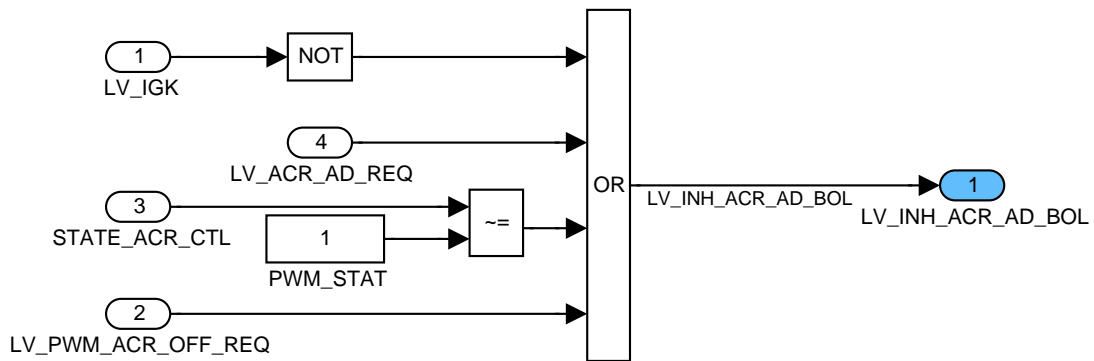 1
NOT
LV_IGK
4
LV_ACR_AD_REQ
OR
LV_INH_ACR_AD_BOL
1
LV_INH_ACR_AD_BOL
3
STATE_ACR_CTL
1
~=
PWM_STAT
2
LV_PWM_ACR_OFF_REQ